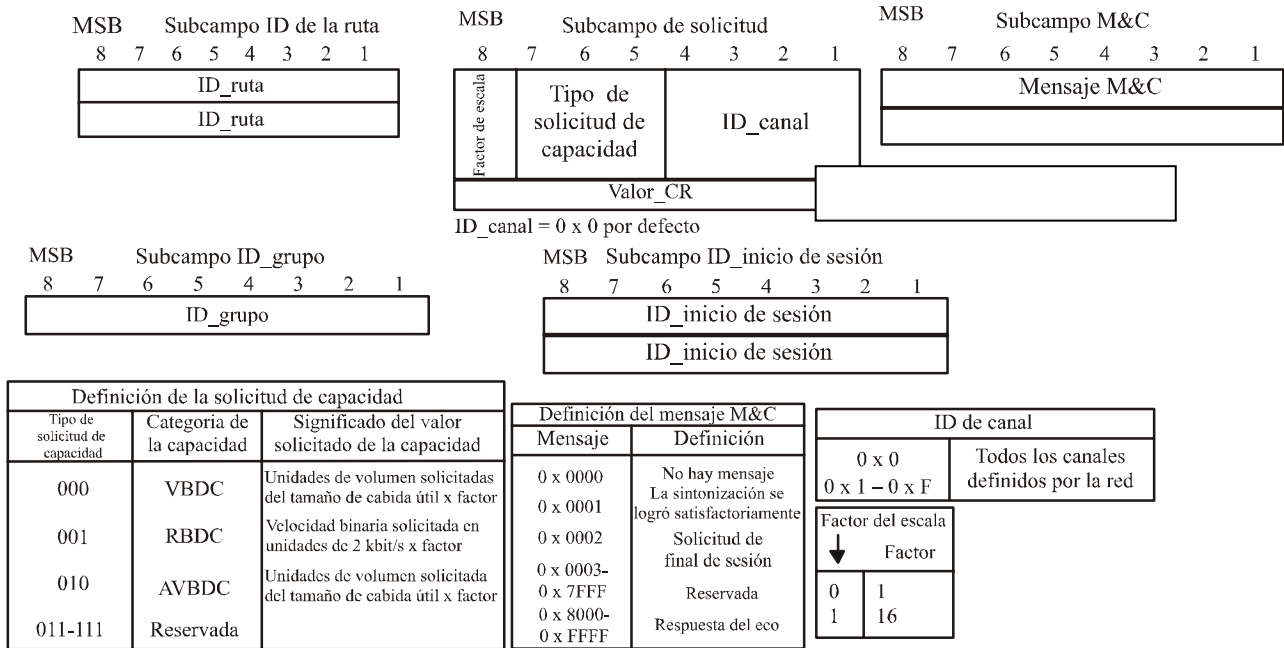 MSB Subcampo ID de la ruta
8 7 6 5 4 3 2 1
ID_ruta
ID_ruta
MSB Subcampo de solicitud
8 7 6 5 4 3 2 1
Factor de escala
Tipo de
solicitud de
capacidad
ID_canal
Valor_CR
ID_canal = 0 x 0 por defecto
MSB Subcampo M&C
8 7 6 5 4 3 2 1
Mensaje M&C
MSB Subcampo ID_grupo
8 7 6 5 4 3 2 1
ID_grupo
MSB Subcampo ID_inicio de sesión
8 7 6 5 4 3 2 1
ID_inicio de sesión
ID_inicio de sesión
Definición de la solicitud de capacidad
Tipo de
solicitud de
capacidad
Categoria de
la capacidad
Significado del valor
solicitado de la capacidad
000
VBDC
Unidades de volumen solicitadas
del tamaño de cabida útil x factor
001
RBDC
Velocidad binaria solicitada en
unidades de 2 kbit/s x factor
010
AVBDC
Unidades de volumen solicitada
del tamaño de cabida útil x factor
011-111
Reservada
Definición del mensaje M&C
Mensaje Definición
0 x 0000
No hay mensaje
0 x 0001
La sintonización se
logró satisfactoriamente
0 x 0002
Solicitud de
final de sesión
0 x 0003-
0 x 7FFF
Reservada
0 x 8000-
0 x FFFF
Respuesta del eco
ID de canal
0 x 0
0 x 1 – 0 x F
Todos los canales
definidos por la red
Factor del escala
Factor
0 1
1 16